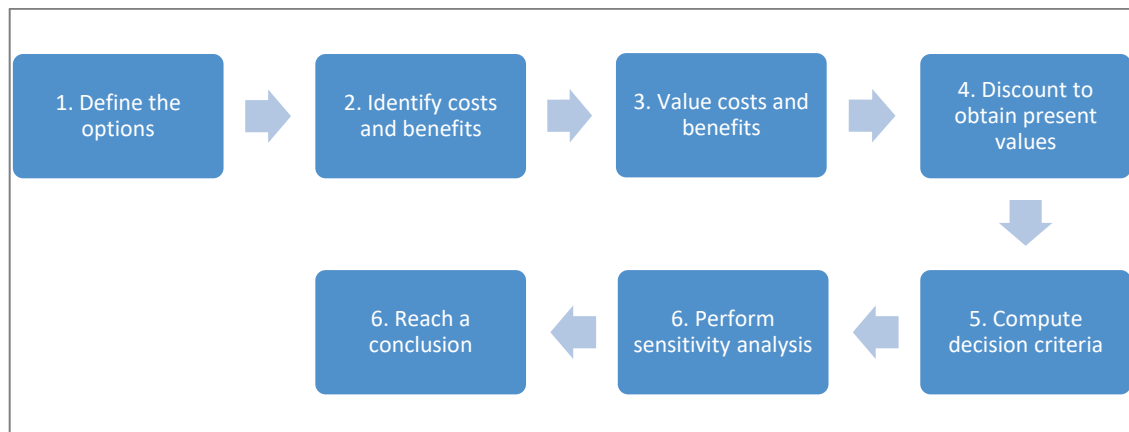 1. Define the
options
2. Identify costs
and benefits
3. Value costs and
benefits
4. Discount to
obtain present
values
5. Compute
decision criteria
6. Perform
sensitivity analysis
6. Reach a
conclusion